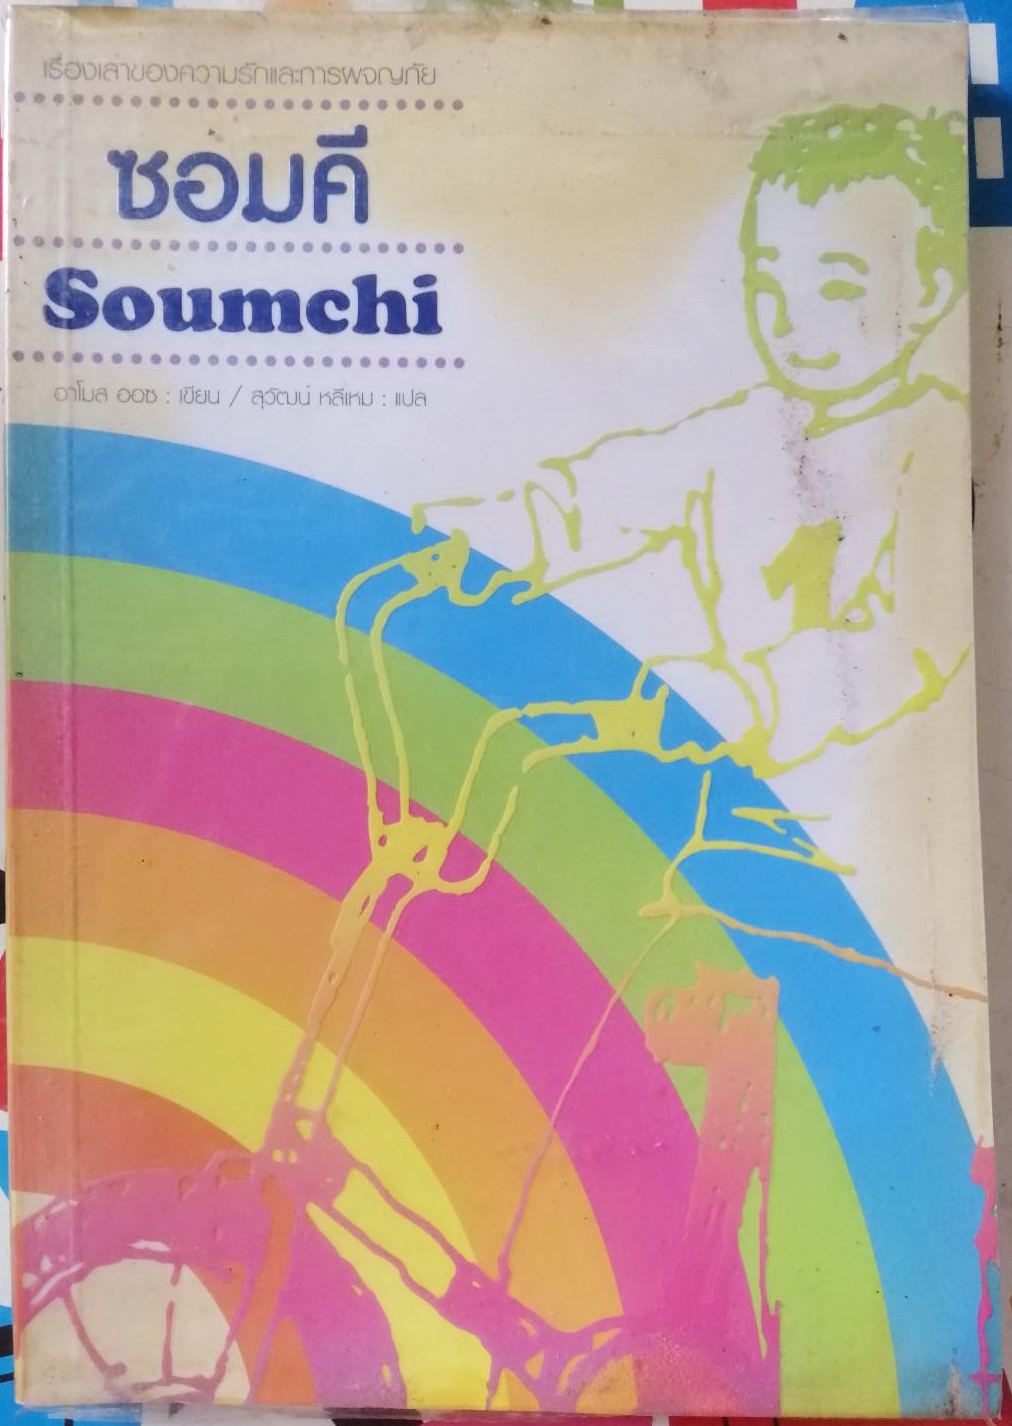 เรื่องเล่าของความรักและการผจญภัย
ซอมคี
Soumchi
อาโมส ออซ : เขียน / สุวัฒน์ หลีเหม : แปล